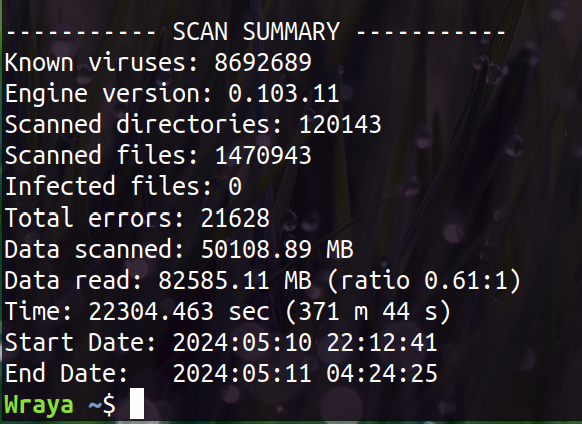 ----------- SCAN SUMMARY -----------
Known viruses: 8692689
Engine version: 0.103.11
Scanned directories: 120143
Scanned files: 1470943
Infected files: 0
Total errors: 21628
Data scanned: 50108.89 MB
Data read: 82585.11 MB (ratio 0.61:1)
Time: 22304.463 sec (371 m 44 s)
Start Date: 2024:05:10 22:12:41
End Date:   2024:05:11 04:24:25
Wraya ~$